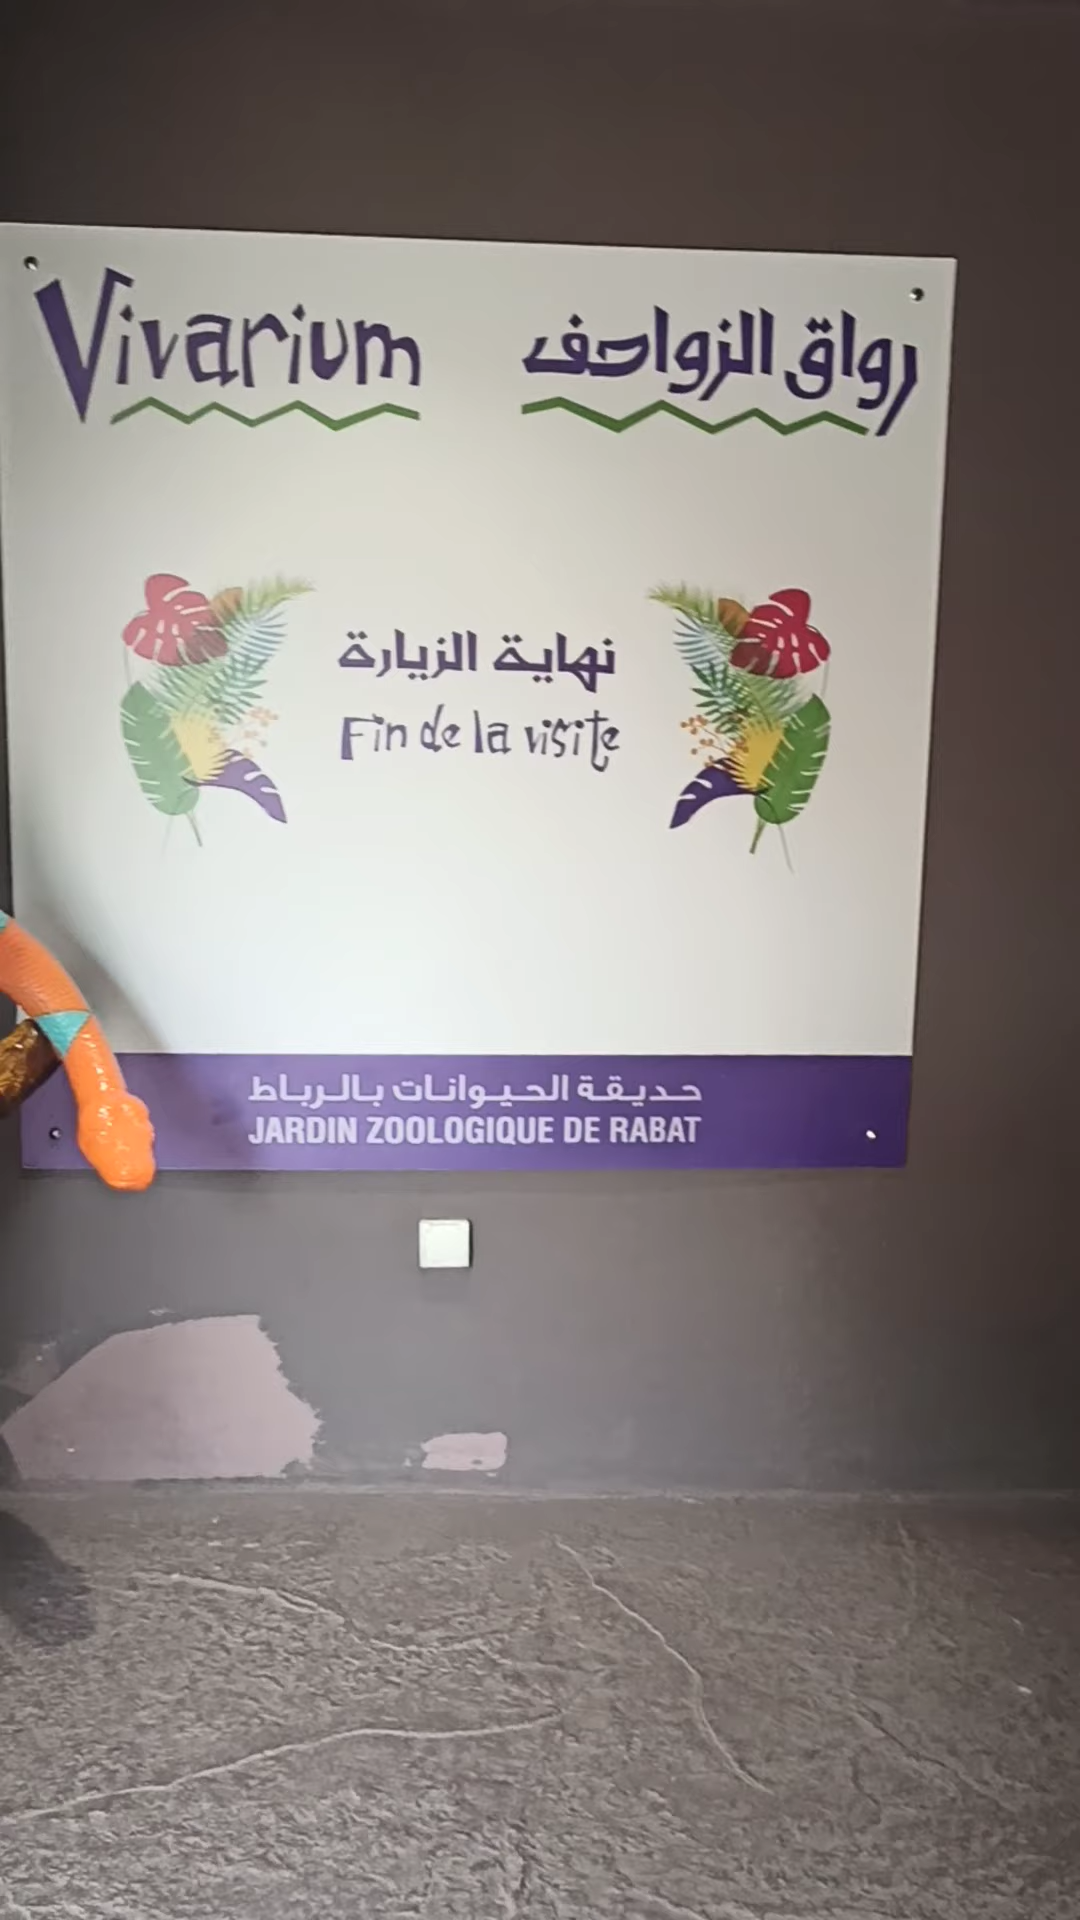 Vivarium
رواق الزواحف
نهاية الزيارة
Fin de la visite
حديقة الحيوانات بالرباط
JARDIN ZOOLOGIQUE DE RABAT